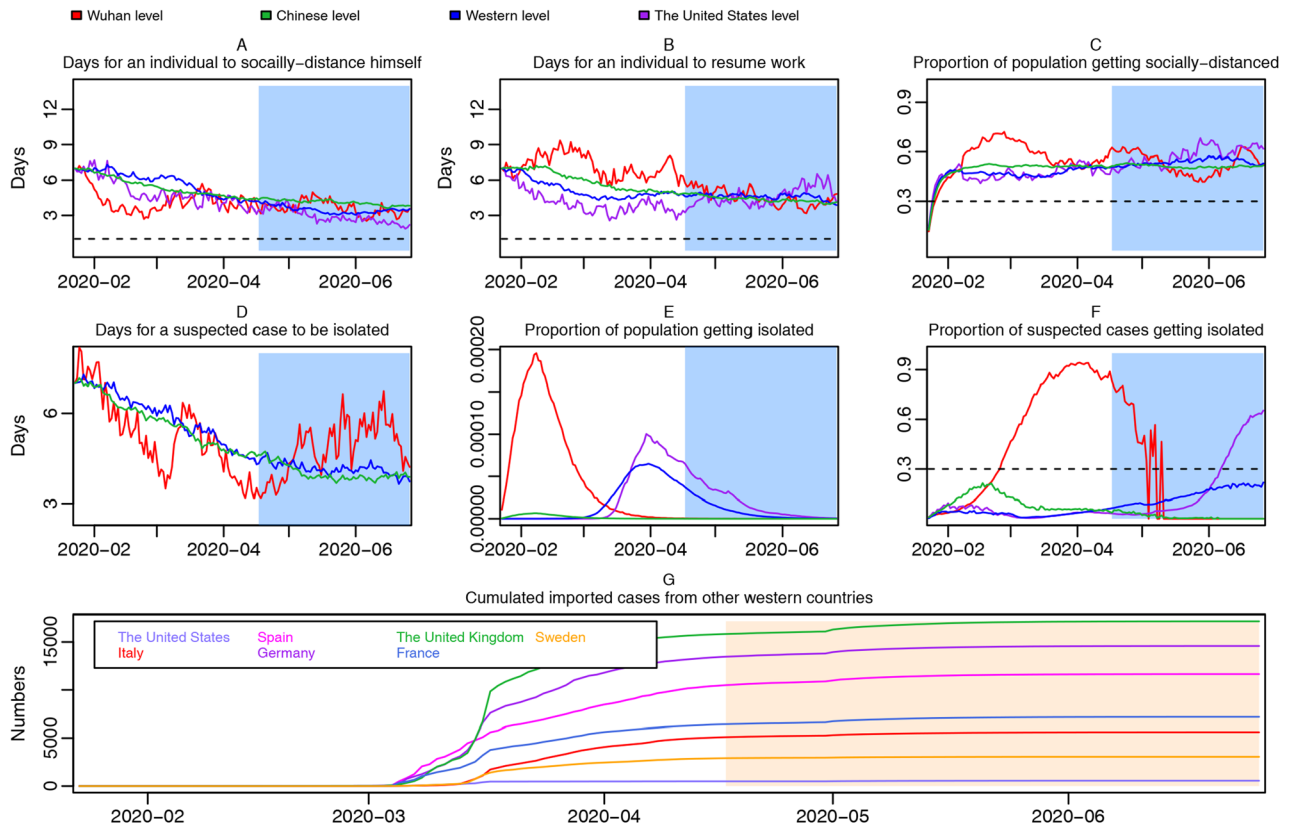 Wuhan level Chinese level Western level The United States level
A
Days for an individual to socailly−distance himself
B
Days for an individual to resume work
C
Proportion of population getting socially−distanced
Days
3 6 9 12
2020−02 2020−04 2020−06
Days
3 6 9 12
2020−02 2020−04 2020−06
0.3 0.6 0.9
2020−02 2020−04 2020−06
D
Days for a suspected case to be isolated
E
Proportion of population getting isolated
F
Proportion of suspected cases getting isolated
Days
3 6
2020−02 2020−04 2020−06
0.00000 0.00010 0.00020
2020−02 2020−04 2020−06
0.3 0.6 0.9
2020−02 2020−04 2020−06
G
Cumulated imported cases from other western countries
Numbers
0 5000 15000
The United States Spain The United Kingdom Sweden
Italy Germany France
2020−02 2020−03 2020−04 2020−05 2020−06